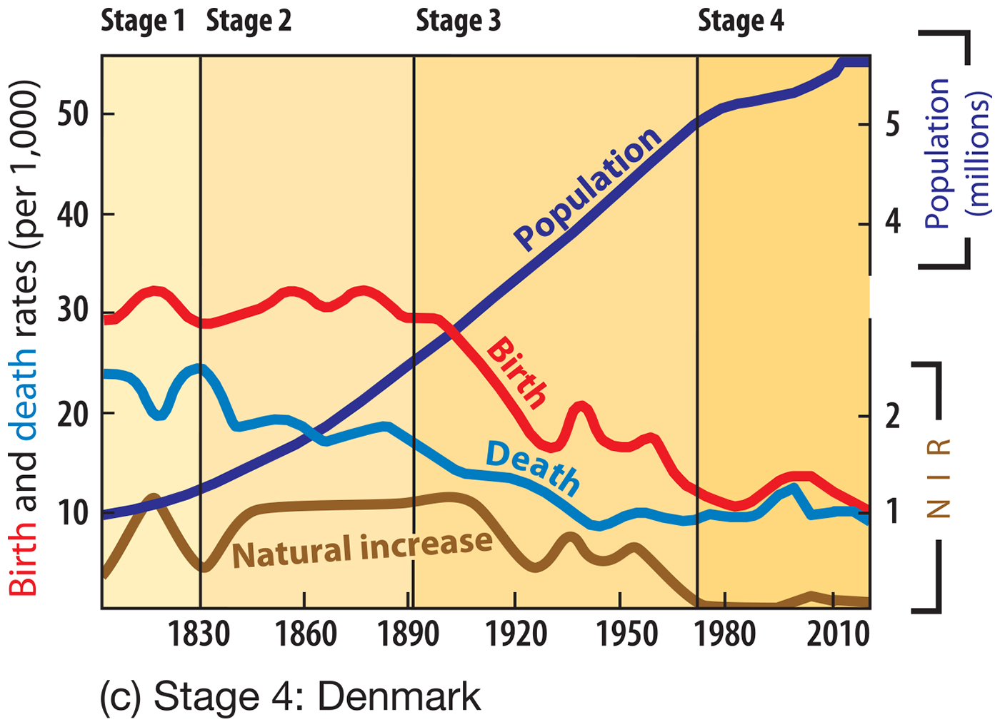 Stage 1 Stage 2 Stage 3 Stage 4
Birth and death rates (per 1,000)
50
40
30
20
10
Population
Birth
Death
Natural increase
5
4
2
1
Population
(millions)
NIR
1830 1860 1890 1920 1950 1980 2010
(c) Stage 4: Denmark